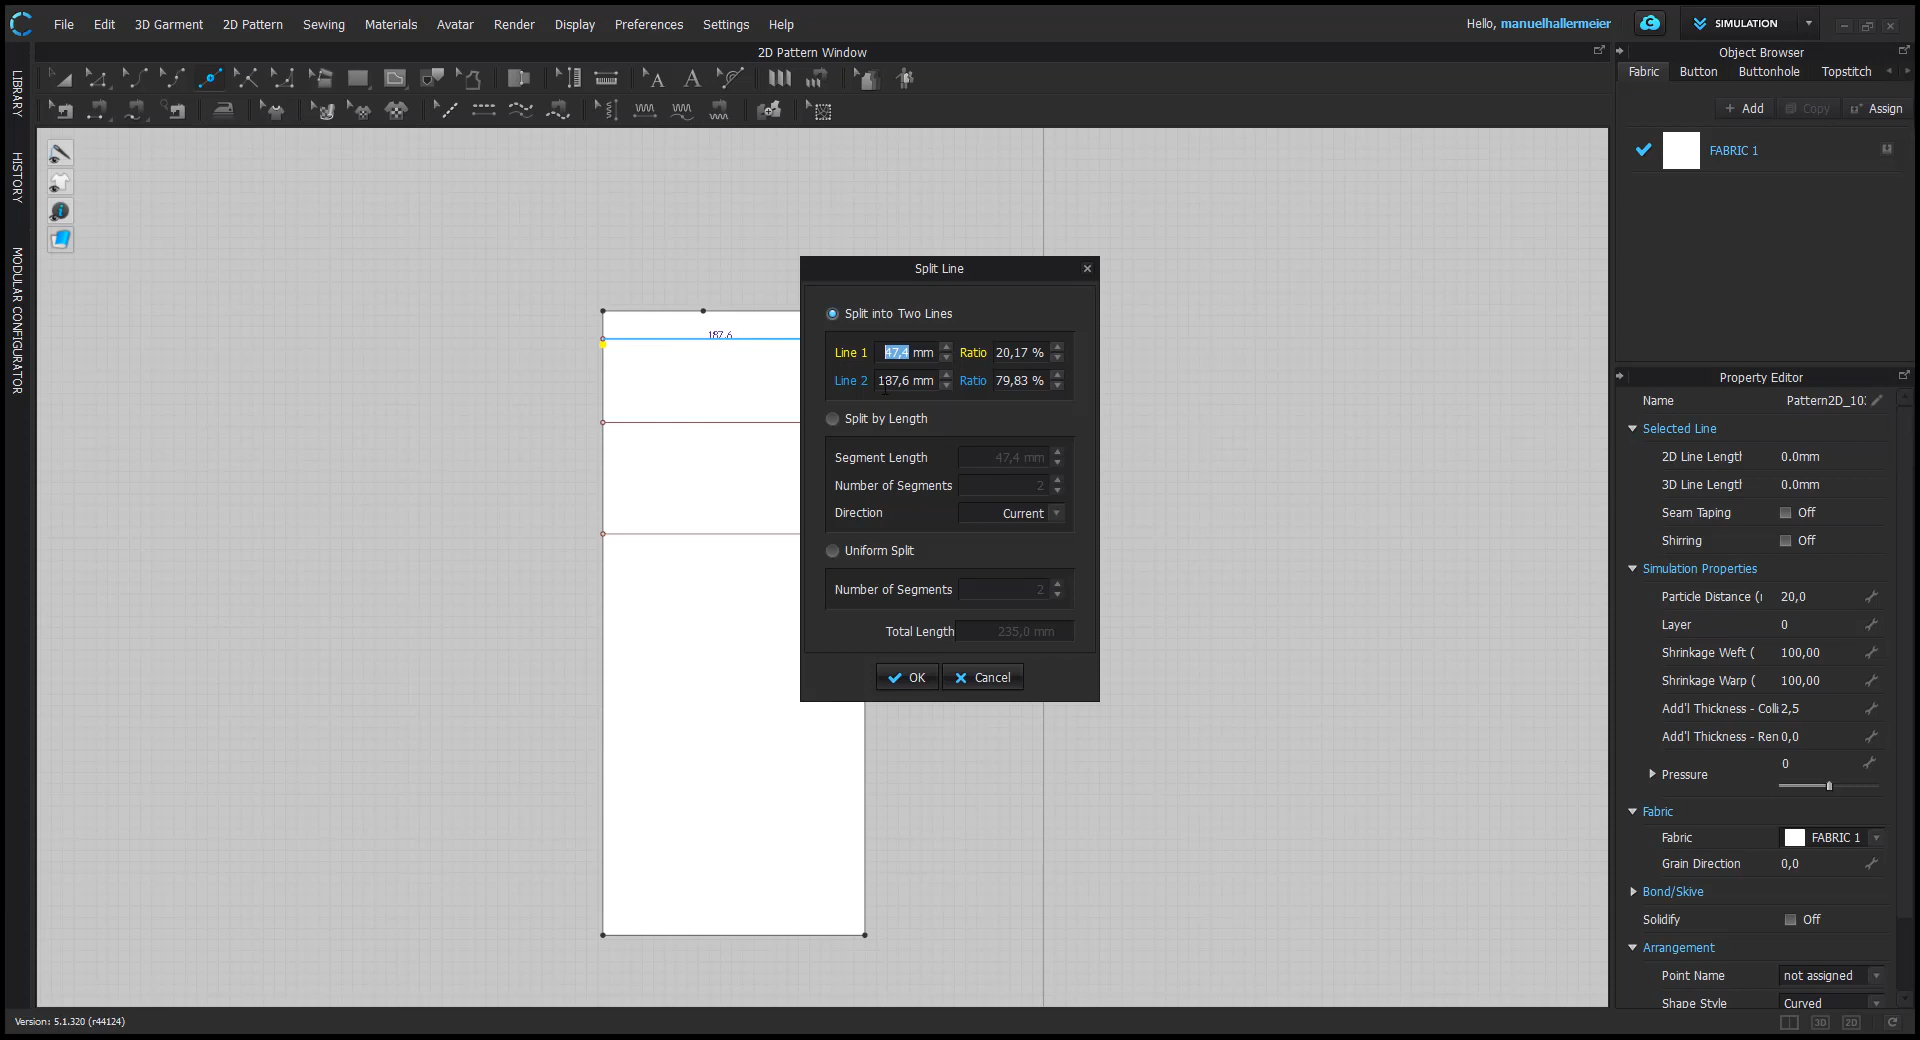 File Edit 3D Garment 2D Pattern Sewing Materials Avatar Render Display Preferences Settings Help
Hello, manuelhallermeier
SIMULATION
2D Pattern Window
Object Browser
LIBRARY
HISTORY
MODULAR CONFIGURATOR
Fabric Button Buttonhole Topstitch
+ Add Copy Assign
FABRIC 1
187,6
Split Line
Split into Two Lines
Line 1 47,4 mm Ratio 20,17 %
Line 2 187,6 mm Ratio 79,83 %
Split by Length
Segment Length 47,4 mm
Number of Segments 2
Direction Current
Uniform Split
Number of Segments 2
Total Length 235,0 mm
OK Cancel
Property Editor
Name Pattern2D_10
Selected Line
2D Line Length 0.0mm
3D Line Length 0.0mm
Seam Taping Off
Shirring Off
Simulation Properties
Particle Distance ( 20,0
Layer 0
Shrinkage Weft ( 100,00
Shrinkage Warp ( 100,00
Add'l Thickness - Colli 2,5
Add'l Thickness - Ren 0,0
Pressure 0
Fabric
Fabric FABRIC 1
Grain Direction 0,0
Bond/Skive
Solidify Off
Arrangement
Point Name not assigned
Shape Style Curved
Version: 5.1.320 (r44124)
3D 2D